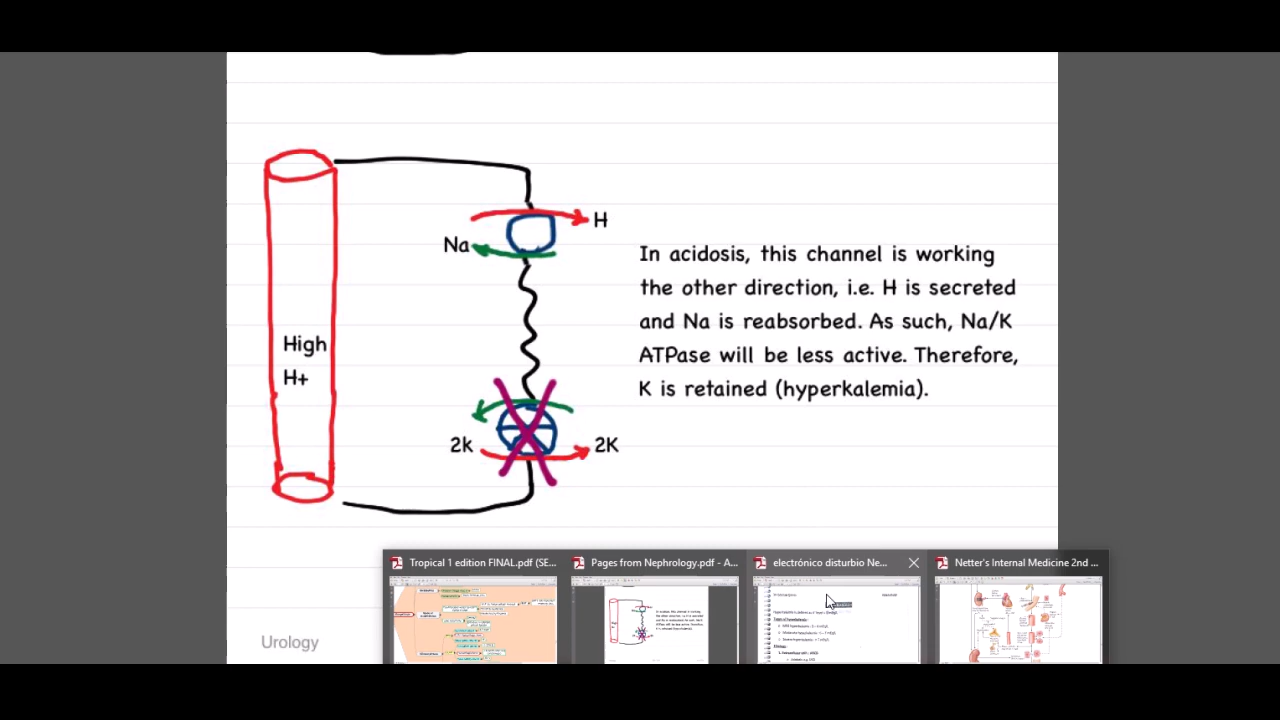 H
Na
In acidosis, this channel is working
the other direction, i.e. H is secreted
and Na is reabsorbed. As such, Na/K
ATPase will be less active. Therefore,
K is retained (hyperkalemia).
High
H+
2k
2K
Tropical 1 edition FINAL.pdf (SE...
Pages from Nephrology.pdf - A...
electrónico disturbio Ne...
Netter's Internal Medicine 2nd ...
Urology